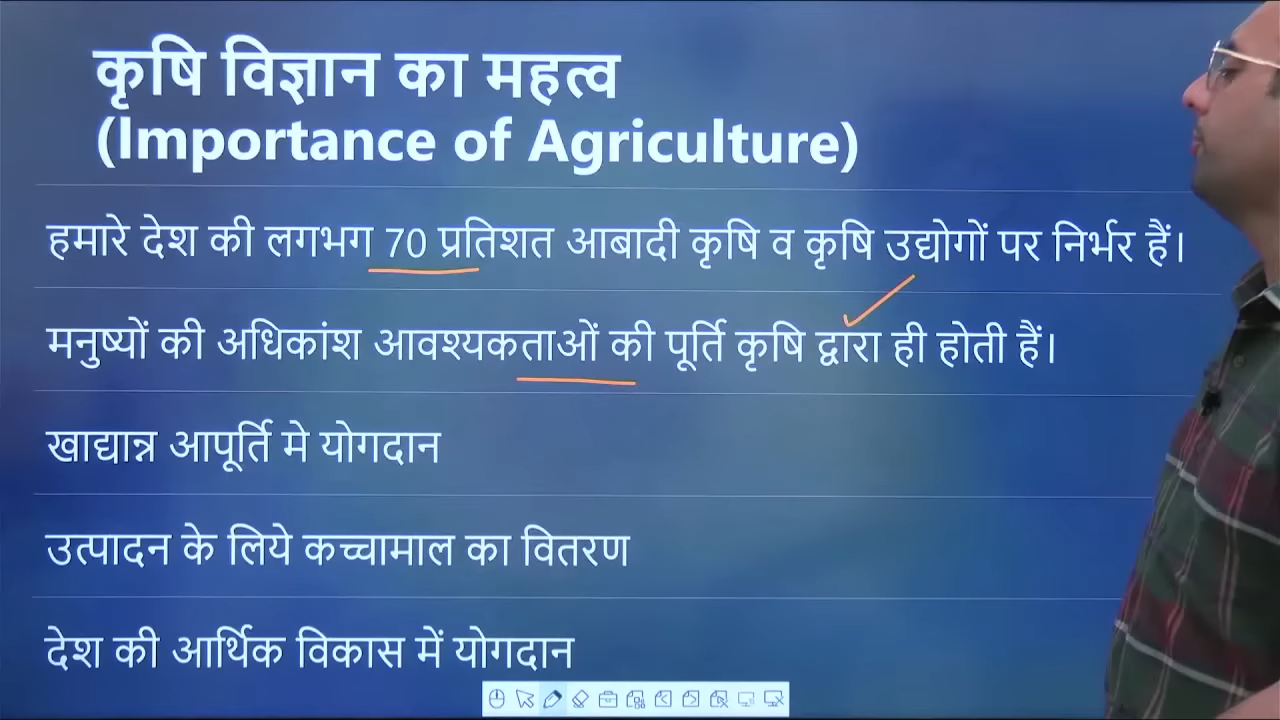 कृषि विज्ञान का महत्व
(Importance of Agriculture)
हमारे देश की लगभग 70 प्रतिशत आबादी कृषि व कृषि उद्योगों पर निर्भर हैं।
मनुष्यों की अधिकांश आवश्यकताओं की पूर्ति कृषि द्वारा ही होती हैं।
खाद्यान्न आपूर्ति मे योगदान
उत्पादन के लिये कच्चामाल का वितरण
देश की आर्थिक विकास में योगदान